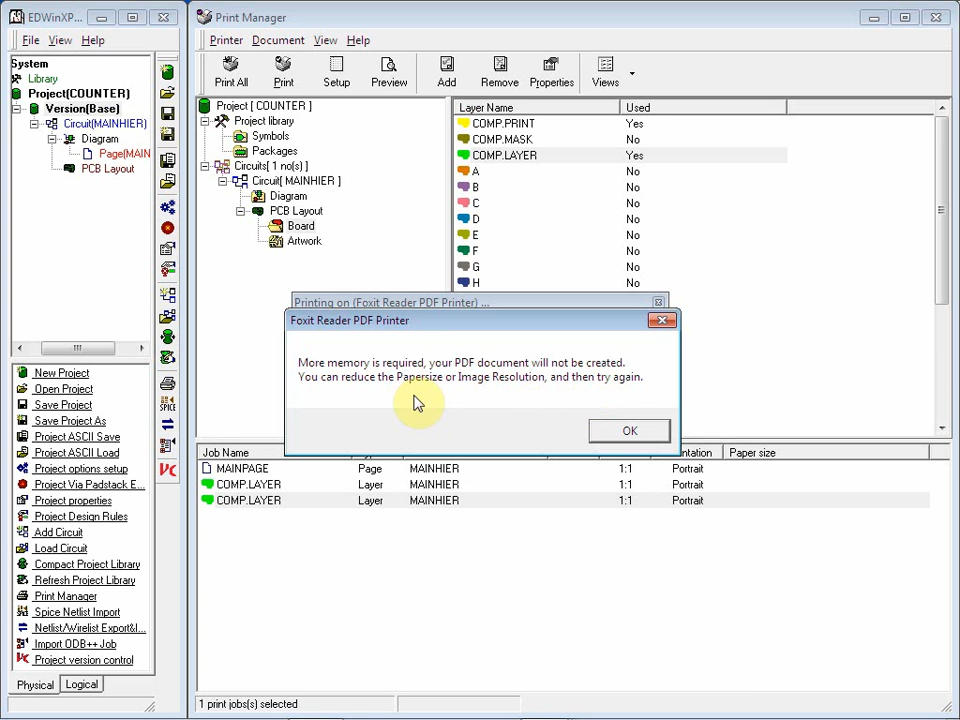 EDWinXP...
File View Help
System
Library
Project(COUNTER)
Version(Base)
Circuit(MAINHIER)
Diagram
Page(MAIN
PCB Layout
New Project
Open Project
Save Project
Save Project As
Project ASCII Save
Project ASCII Load
Project options setup
Project Via Padstack E...
Project properties
Project Design Rules
Add Circuit
Load Circuit
Compact Project Library
Refresh Project Library
Print Manager
Spice Netlist Import
Netlist/Wirelist Export&I...
Import ODB++ Job
Project version control
Physical Logical
SPICE
Print Manager
Printer Document View Help
Print All Print Setup Preview Add Remove Properties Views
Project [ COUNTER ]
Project library
Symbols
Packages
Circuits[ 1 no(s) ]
Circuit[ MAINHIER ]
Diagram
PCB Layout
Board
Artwork
Layer Name Used
COMP.PRINT Yes
COMP.MASK No
COMP.LAYER Yes
A No
B No
C No
D No
E No
F No
G No
H No
Printing on (Foxit Reader PDF Printer) ...
Foxit Reader PDF Printer
More memory is required, your PDF document will not be created.
You can reduce the Papersize or Image Resolution, and then try again.
OK
Job Name ntation Paper size
MAINPAGE Page MAINHIER 1:1 Portrait
COMP.LAYER Layer MAINHIER 1:1 Portrait
COMP.LAYER Layer MAINHIER 1:1 Portrait
1 print jobs(s) selected